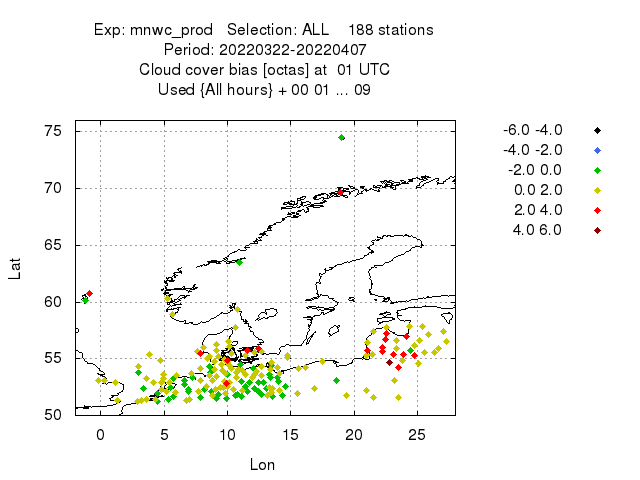 Exp: mnwc_prod Selection: ALL 188 stations
Period: 20220322-20220407
Cloud cover bias [octas] at 01 UTC
Used {All hours} + 00 01 ... 09
75
70
65
60
55
50
Lat
0 5 10 15 20 25
Lon
-6.0 -4.0
-4.0 -2.0
-2.0 0.0
0.0 2.0
2.0 4.0
4.0 6.0